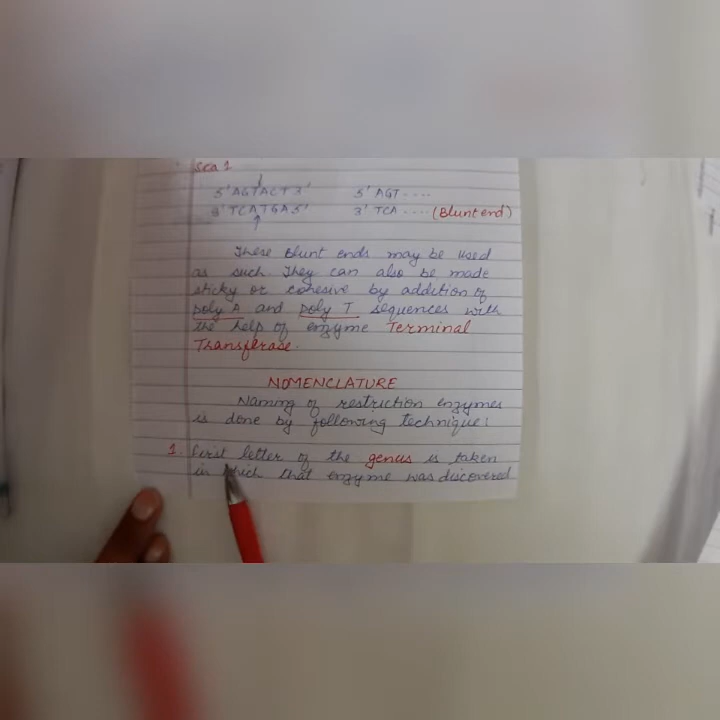 Sca 1
5' AGTACT 3' 5' AGT ....
3' TCATGA 5' 3' TCA .... (Blunt end)
These Blunt ends may be used
as such. They can also be made
sticky or cohesive by addition of
poly A and poly T sequences with
the help of enzyme Terminal
Transferase.
NOMENCLATURE
Naming of restriction enzymes
is done by following technique:
1. First letter of the genus is taken
in which that enzyme was discovered